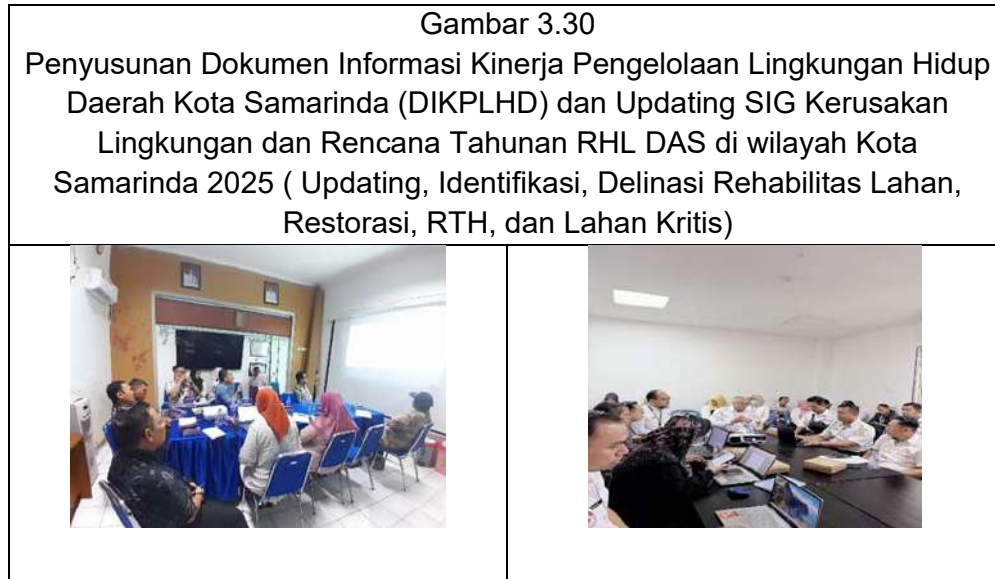 Gambar 3.30
Penyusunan Dokumen Informasi Kinerja Pengelolaan Lingkungan Hidup
Daerah Kota Samarinda (DIKPLHD) dan Updating SIG Kerusakan
Lingkungan dan Rencana Tahunan RHL DAS di wilayah Kota
Samarinda 2025 ( Updating, Identifikasi, Delinasi Rehabilitas Lahan,
Restorasi, RTH, dan Lahan Kritis)